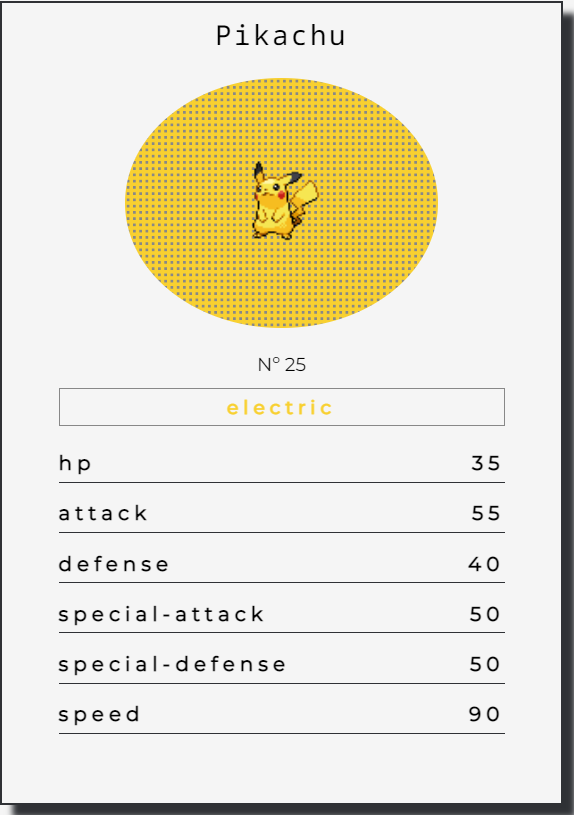 Pikachu
N° 25
electric
hp 35
attack 55
defense 40
special-attack 50
special-defense 50
speed 90